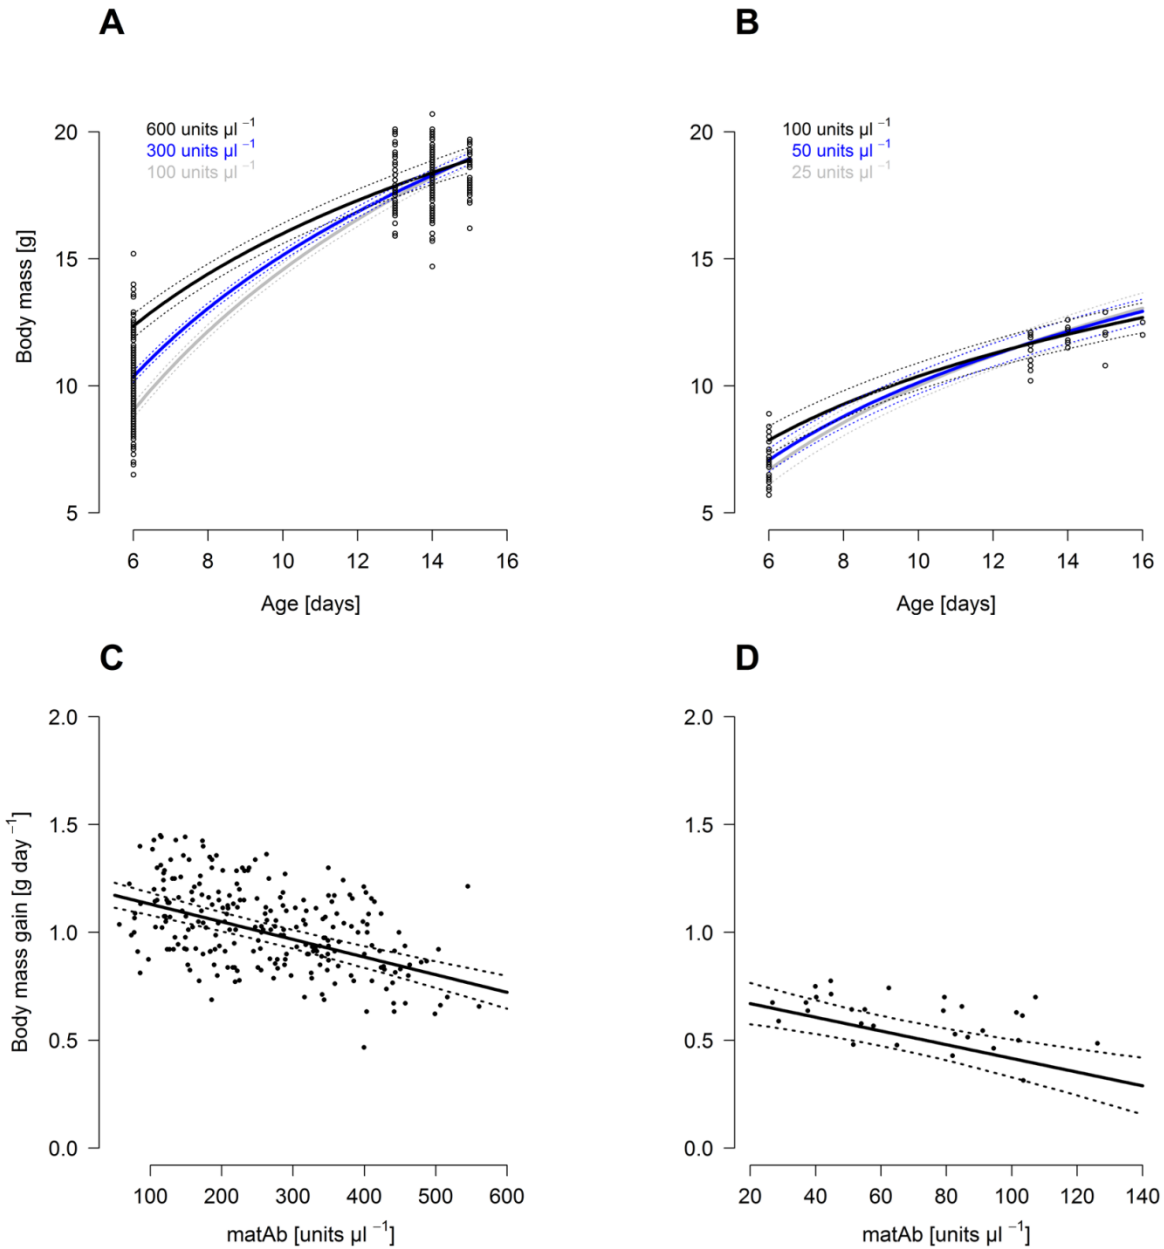 A
B
600 units µl ⁻¹
300 units µl ⁻¹
100 units µl ⁻¹
100 units µl ⁻¹
50 units µl ⁻¹
25 units µl ⁻¹
Body mass [g]
20
15
10
5
20
15
10
5
6 8 10 12 14 16
6 8 10 12 14 16
Age [days]
Age [days]
C
D
Body mass gain [g day ⁻¹]
2.0
1.5
1.0
0.5
0.0
2.0
1.5
1.0
0.5
0.0
100 200 300 400 500 600
20 40 60 80 100 120 140
matAb [units µl ⁻¹]
matAb [units µl ⁻¹]